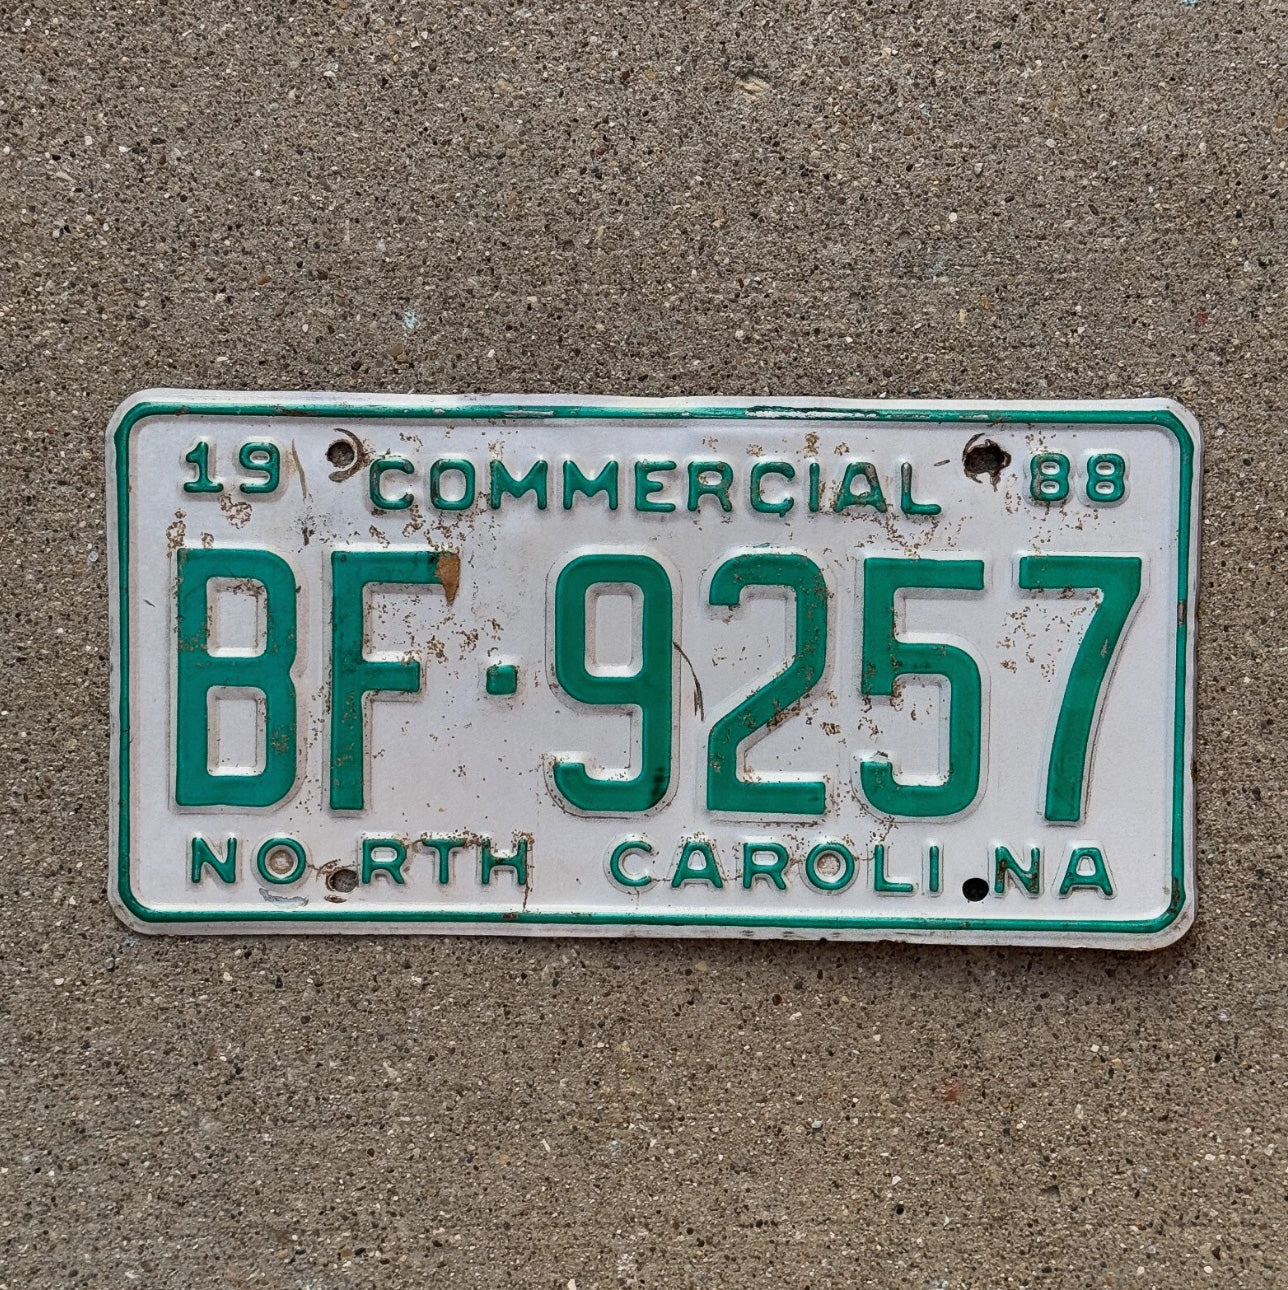 19 COMMERCIAL 88
BF·9257
NORTH CAROLINA